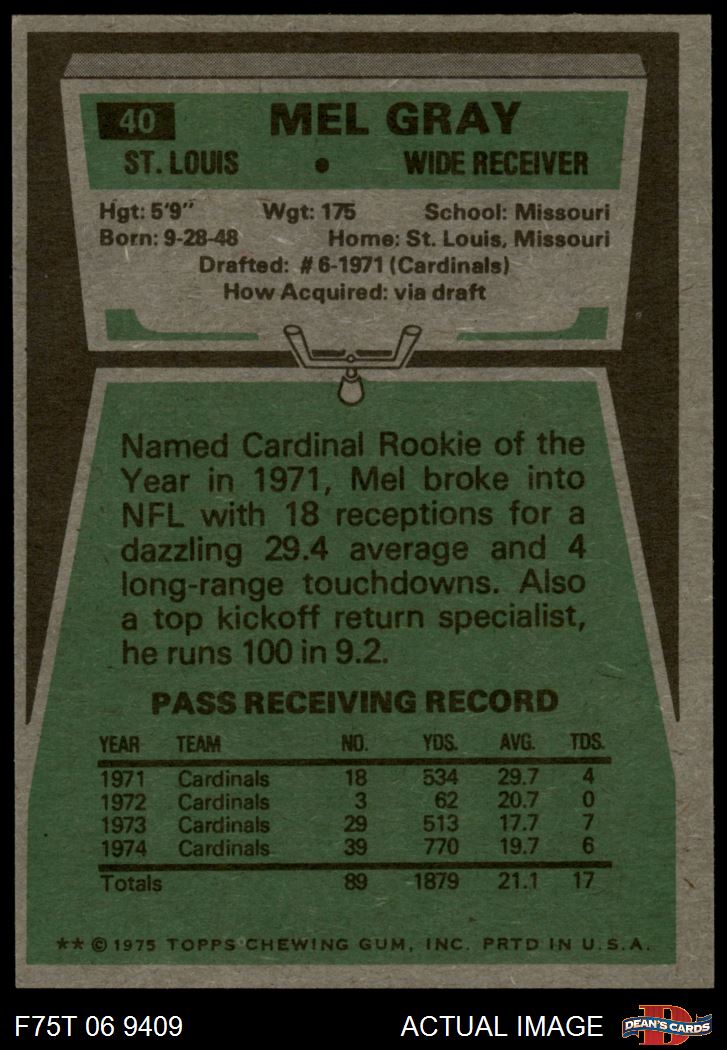 40 MEL GRAY
ST. LOUIS • WIDE RECEIVER
Hgt: 5'9" Wgt: 175 School: Missouri
Born: 9-28-48 Home: St. Louis, Missouri
Drafted: #6-1971 (Cardinals)
How Acquired: via draft
Named Cardinal Rookie of the
Year in 1971, Mel broke into
NFL with 18 receptions for a
dazzling 29.4 average and 4
long-range touchdowns. Also
a top kickoff return specialist,
he runs 100 in 9.2.
PASS RECEIVING RECORD
YEAR TEAM NO. YDS. AVG. TDS.
1971 Cardinals 18 534 29.7 4
1972 Cardinals 3 62 20.7 0
1973 Cardinals 29 513 17.7 7
1974 Cardinals 39 770 19.7 6
Totals 89 1879 21.1 17
** © 1975 TOPPS CHEWING GUM, INC. PRTD IN U.S.A.
F75T 06 9409 ACTUAL IMAGE D DEAN'S CARDS